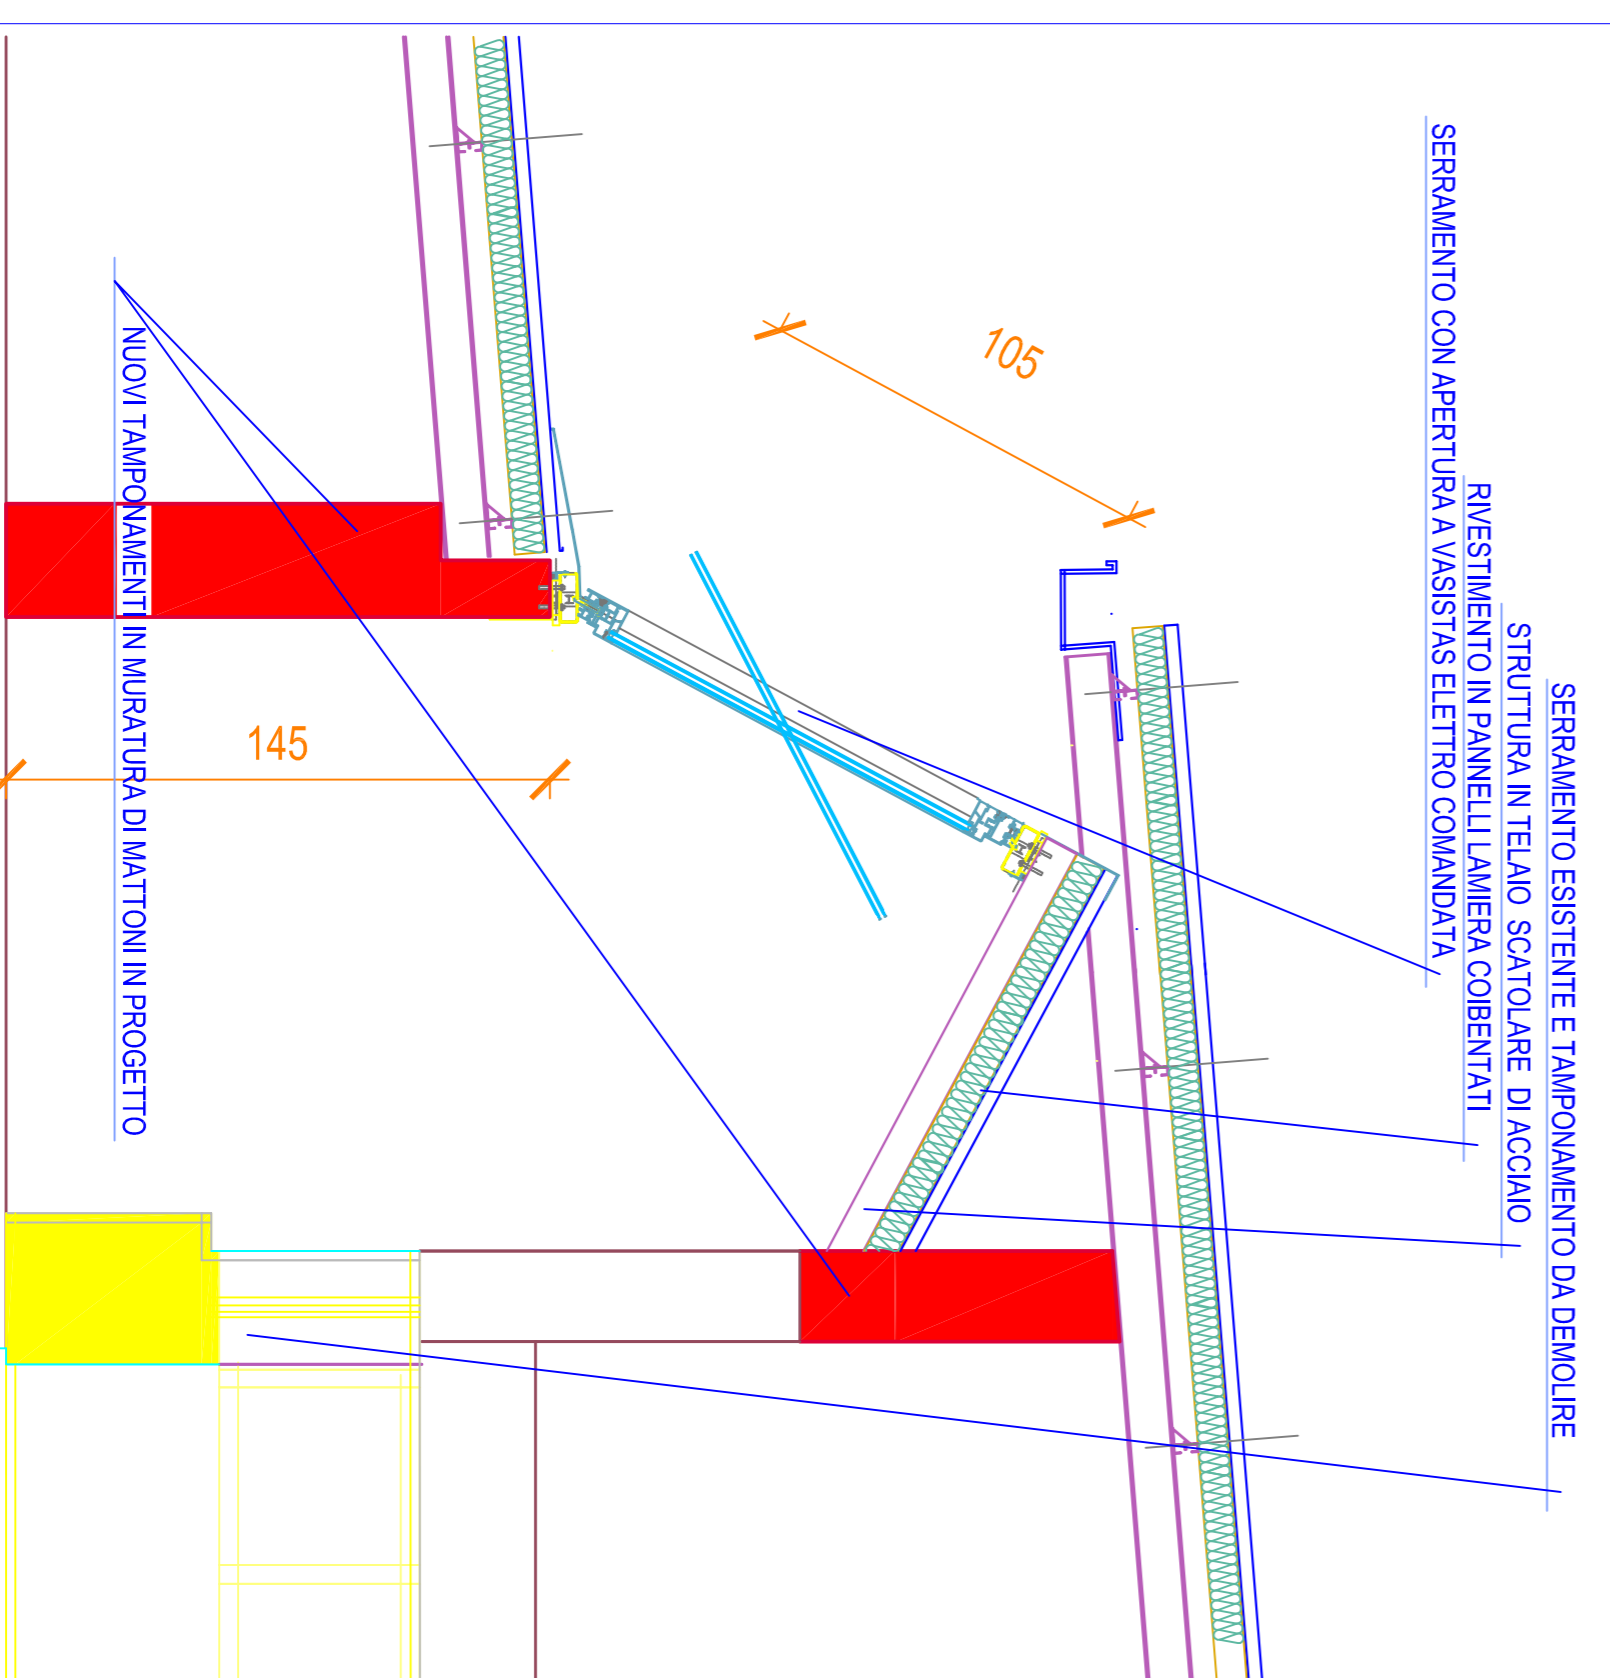 SERRAMENTO ESISTENTE E TAMPONAMENTO DA DEMOLIRE
STRUTTURA IN TELAIO SCATOLARE DI ACCIAIO
RIVESTIMENTO IN PANNELLI LAMIERA COIBENTATI
SERRAMENTO CON APERTURA A VASISTAS ELETTRO COMANDATA
105
145
NUOVI TAMPONAMENTI IN MURATURA DI MATTONI IN PROGETTO